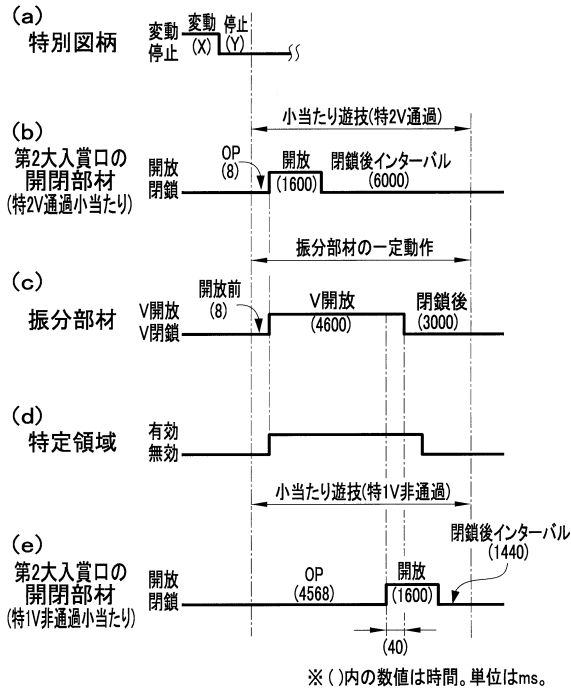 (a)
特別図柄
変動
停止
変動
(X)
停止
(Y)
小当たり遊技(特2V通過)
(b)
第2大入賞口の
開閉部材
(特2V通過小当たり)
開放
閉鎖
OP
(8)
開放
(1600)
閉鎖後インターバル
(6000)
振分部材の一定動作
(c)
振分部材
V開放
V閉鎖
開放前
(8)
V開放
(4600)
閉鎖後
(3000)
(d)
特定領域
有効
無効
小当たり遊技(特1V非通過)
(e)
第2大入賞口の
開閉部材
(特1V非通過小当たり)
開放
閉鎖
OP
(4568)
開放
(1600)
閉鎖後インターバル
(1440)
(40)
※( )内の数値は時間。単位はms。